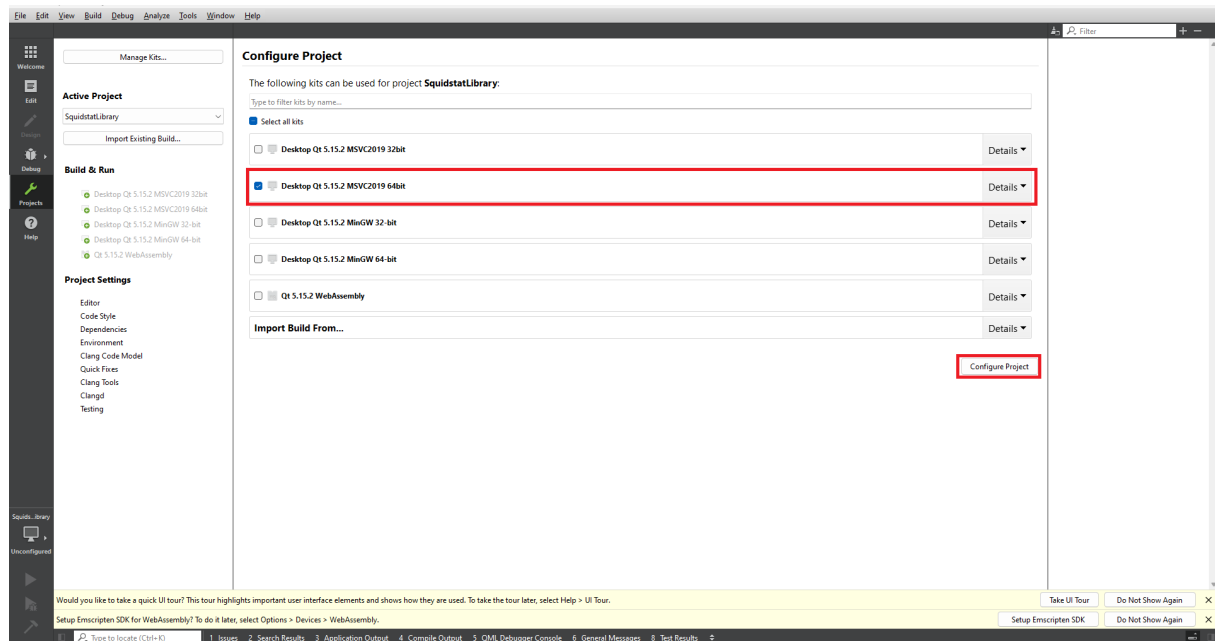 File Edit View Build Debug Analyze Tools Window Help
Filter
Welcome
Edit
Design
Debug
Projects
Help
Manage Kits...
Active Project
SquidstatLibrary
Import Existing Build...
Build & Run
Desktop Qt 5.15.2 MSVC2019 32bit
Desktop Qt 5.15.2 MSVC2019 64bit
Desktop Qt 5.15.2 MinGW 32-bit
Desktop Qt 5.15.2 MinGW 64-bit
Qt 5.15.2 WebAssembly
Project Settings
Editor
Code Style
Dependencies
Environment
Clang Code Model
Quick Fixes
Clang Tools
Clangd
Testing
Configure Project
The following kits can be used for project SquidstatLibrary:
Type to filter kits by name...
Select all kits
Desktop Qt 5.15.2 MSVC2019 32bit Details
Desktop Qt 5.15.2 MSVC2019 64bit Details
Desktop Qt 5.15.2 MinGW 32-bit Details
Desktop Qt 5.15.2 MinGW 64-bit Details
Qt 5.15.2 WebAssembly Details
Import Build From... Details
Configure Project
Squids...ibrary
Unconfigured
Would you like to take a quick UI tour? This tour highlights important user interface elements and shows how they are used. To take the tour later, select Help > UI Tour. Take UI Tour Do Not Show Again
Setup Emscripten SDK for WebAssembly? To do it later, select Options > Devices > WebAssembly. Setup Emscripten SDK Do Not Show Again
Type to locate (Ctrl+K) 1 Issues 2 Search Results 3 Application Output 4 Compile Output 5 QML Debugger Console 6 General Messages 8 Test Results